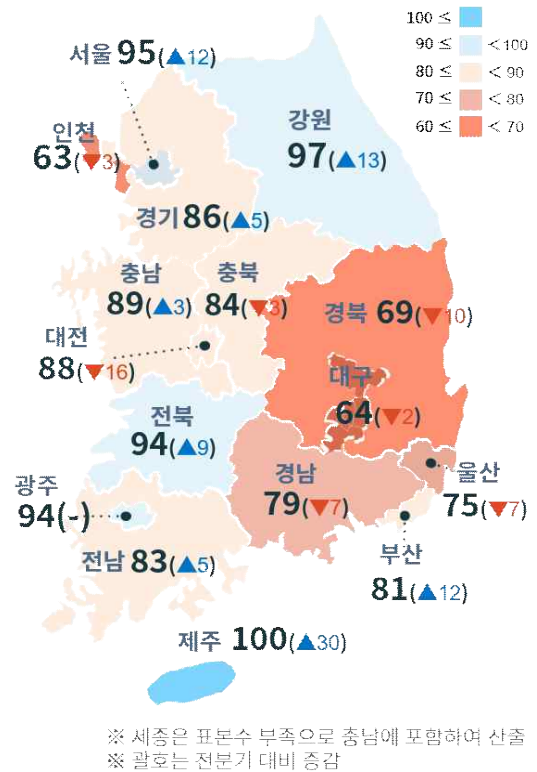 100 ≤
90 ≤ < 100
80 ≤ < 90
70 ≤ < 80
60 ≤ < 70
서울 95(▲12)
인천
63(▼3)
강원
97(▲13)
경기 86(▲5)
충남
89(▲3)
충북
84(▼3)
경북 69(▼10)
대전
88(▼16)
대구
64(▼2)
전북
94(▲9)
광주
94(-)
경남
79(▼7)
울산
75(▼7)
전남 83(▲5)
부산
81(▲12)
제주 100(▲30)
※ 세종은 표본수 부족으로 충남에 포함하여 산출
※ 괄호는 전분기 대비 증감